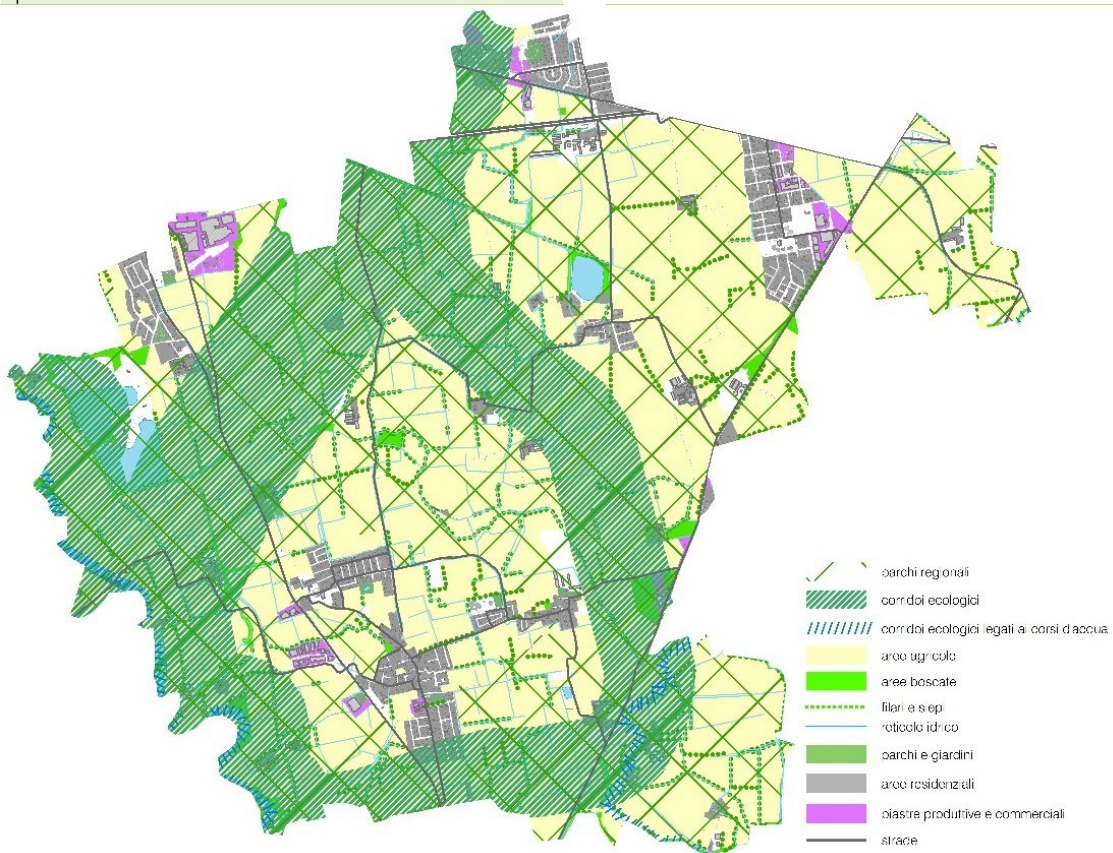 parchi regionali
corridoi ecologici
corridoi ecologici legati ai corsi d'acqua
aree agricole
aree boscate
filari e siepi
reticolo idrico
parchi e giardini
aree residenziali
piastre produttive e commerciali
strade